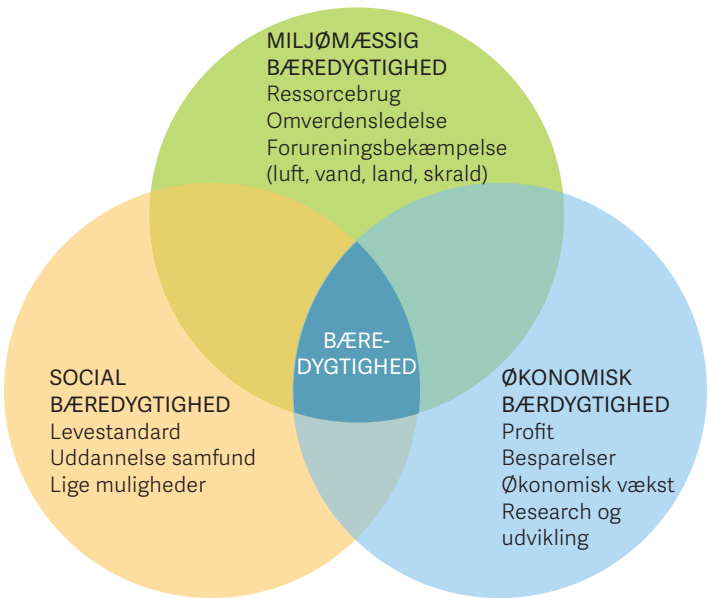 MILJØMÆSSIG
BÆREDYGTIGHED
Ressorcebrug
Omverdensledelse
Forureningsbekæmpelse
(luft, vand, land, skrald)
BÆRE-
DYGTIGHED
SOCIAL
BÆREDYGTIGHED
Levestandard
Uddannelse samfund
Lige muligheder
ØKONOMISK
BÆRDYGTIGHED
Profit
Besparelser
Økonomisk vækst
Research og
udvikling